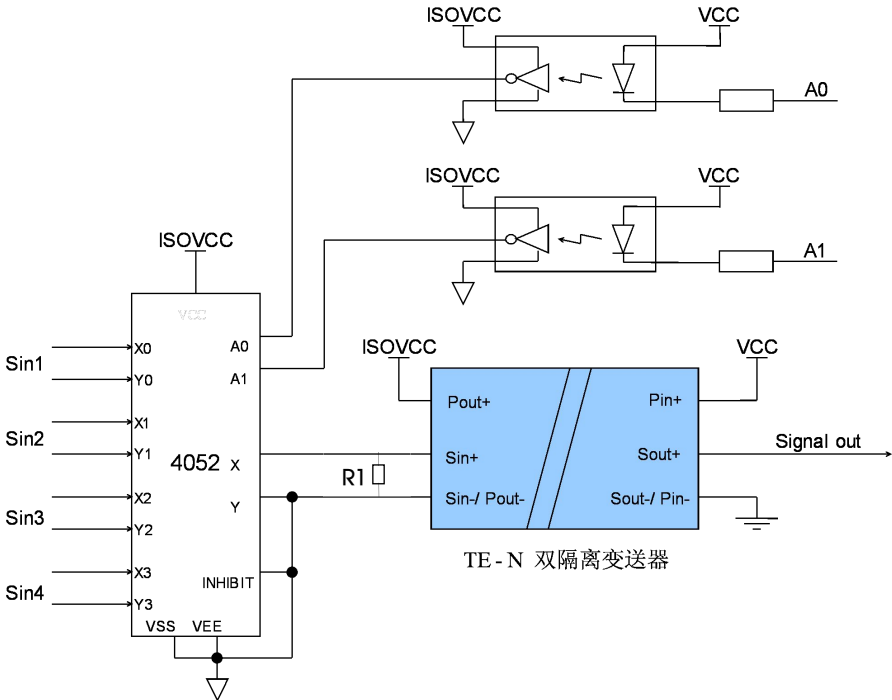 ISOVCC
VCC
A0
ISOVCC
VCC
A1
ISOVCC
VCC
X0
A0
Sin1
Y0
A1
X1
Sin2
Y1
4052
X
Y
X2
Sin3
Y2
X3
INHIBIT
Sin4
Y3
VSS
VEE
ISOVCC
VCC
Pout+
Pin+
Signal out
Sin+
Sout+
R1
Sin-/ Pout-
Sout-/ Pin-
TE-N 双隔离变送器